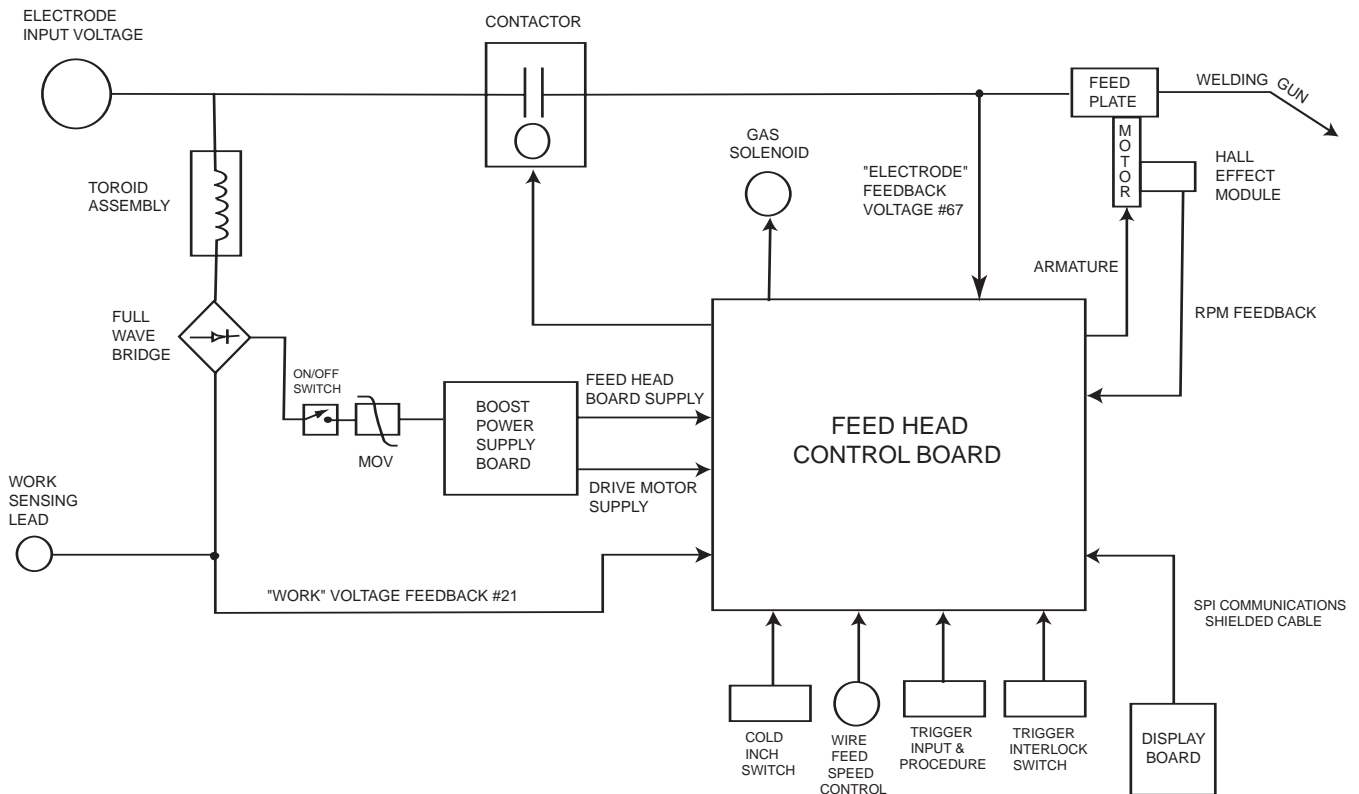 ELECTRODE
INPUT VOLTAGE
CONTACTOR
FEED
PLATE
WELDING
GUN
MOTOR
HALL
EFFECT
MODULE
GAS
SOLENOID
"ELECTRODE"
FEEDBACK
VOLTAGE #67
TOROID
ASSEMBLY
ARMATURE
RPM FEEDBACK
FULL
WAVE
BRIDGE
ON/OFF
SWITCH
MOV
BOOST
POWER
SUPPLY
BOARD
FEED HEAD
BOARD SUPPLY
DRIVE MOTOR
SUPPLY
FEED HEAD
CONTROL BOARD
WORK
SENSING
LEAD
"WORK" VOLTAGE FEEDBACK #21
SPI COMMUNICATIONS
SHIELDED CABLE
COLD
INCH
SWITCH
WIRE
FEED
SPEED
CONTROL
TRIGGER
INPUT &
PROCEDURE
TRIGGER
INTERLOCK
SWITCH
DISPLAY
BOARD